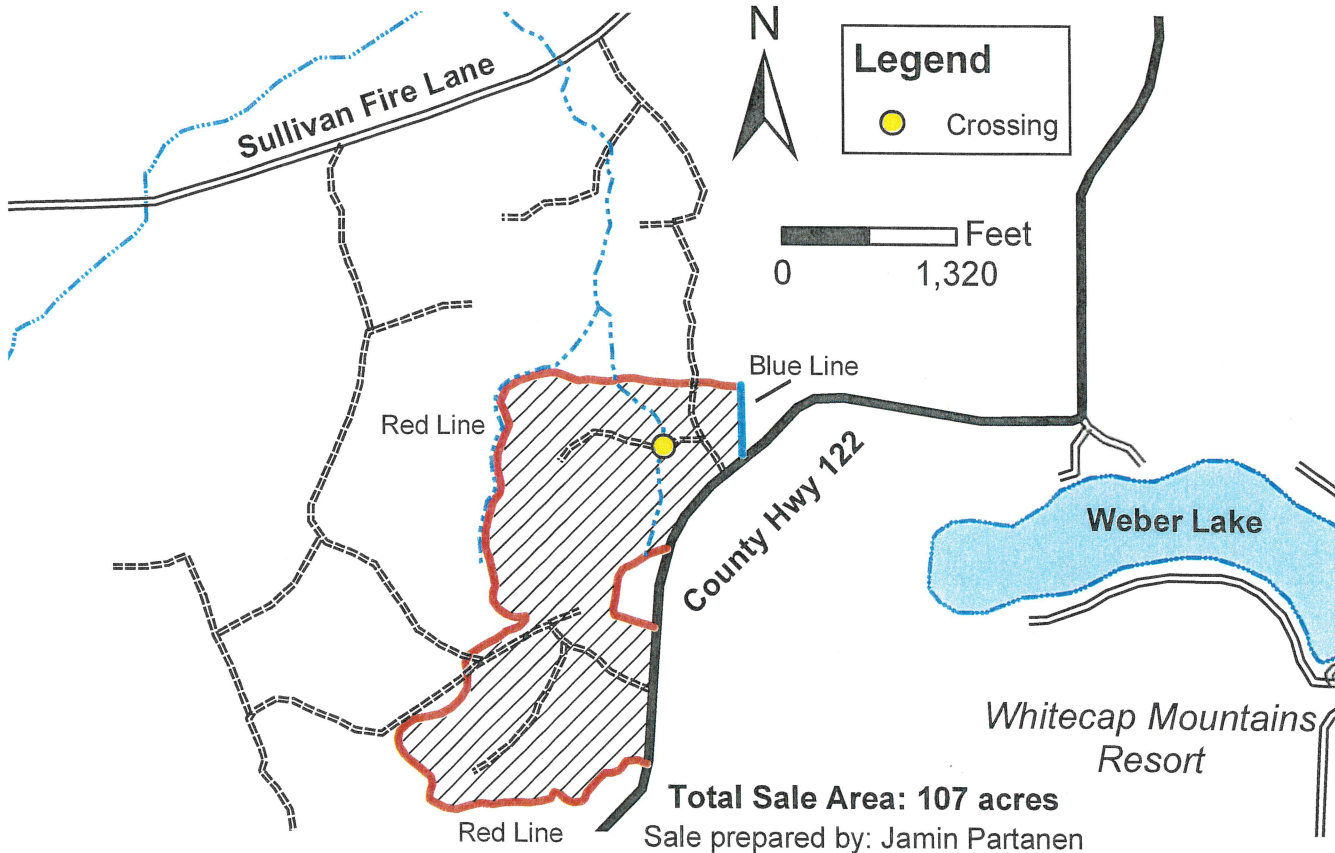 N
Legend
Crossing
Sullivan Fire Lane
Feet
0 1,320
Blue Line
Red Line
County Hwy 122
Weber Lake
Whitecap Mountains
Resort
Total Sale Area: 107 acres
Red Line
Sale prepared by: Jamin Partanen